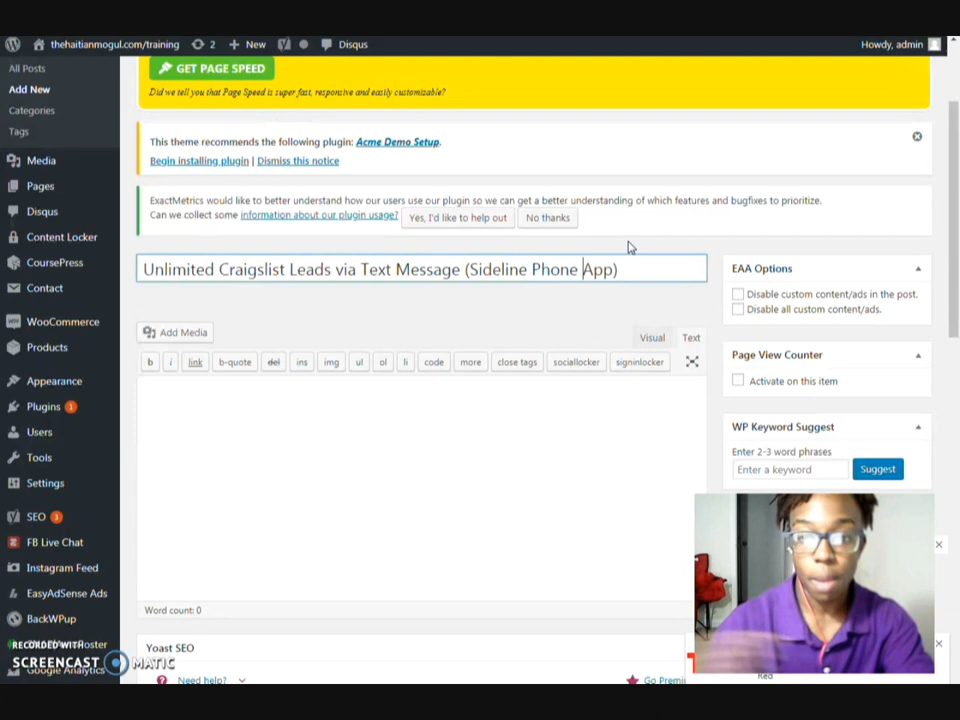 thehaitianmogul.com/training 2 New Disqus Howdy, admin
All Posts
Add New
Categories
Tags
Media
Pages
Disqus
Content Locker
CoursePress
Contact
WooCommerce
Products
Appearance
Plugins 1
Users
Tools
Settings
SEO 3
FB Live Chat
Instagram Feed
EasyAdSense Ads
BackWPup
Google Analytics
RECORDED WITH
SCREENCAST MATIC
GET PAGE SPEED
Did we tell you that Page Speed is super fast, responsive and easily customizable?
This theme recommends the following plugin: Acme Demo Setup.
Begin installing plugin | Dismiss this notice
ExactMetrics would like to better understand how our users use our plugin so we can get a better understanding of which features and bugfixes to prioritize.
Can we collect some information about our plugin usage? Yes, I'd like to help out No thanks
Unlimited Craigslist Leads via Text Message (Sideline Phone App)
Add Media
Visual Text
b i link b-quote del ins img ul ol li code more close tags sociallocker signinlocker
Word count: 0
Yoast SEO
Need help? Go Premi
EAA Options
Disable custom content/ads in the post.
Disable all custom content/ads.
Page View Counter
Activate on this item
WP Keyword Suggest
Enter 2-3 word phrases
Enter a keyword Suggest
Red